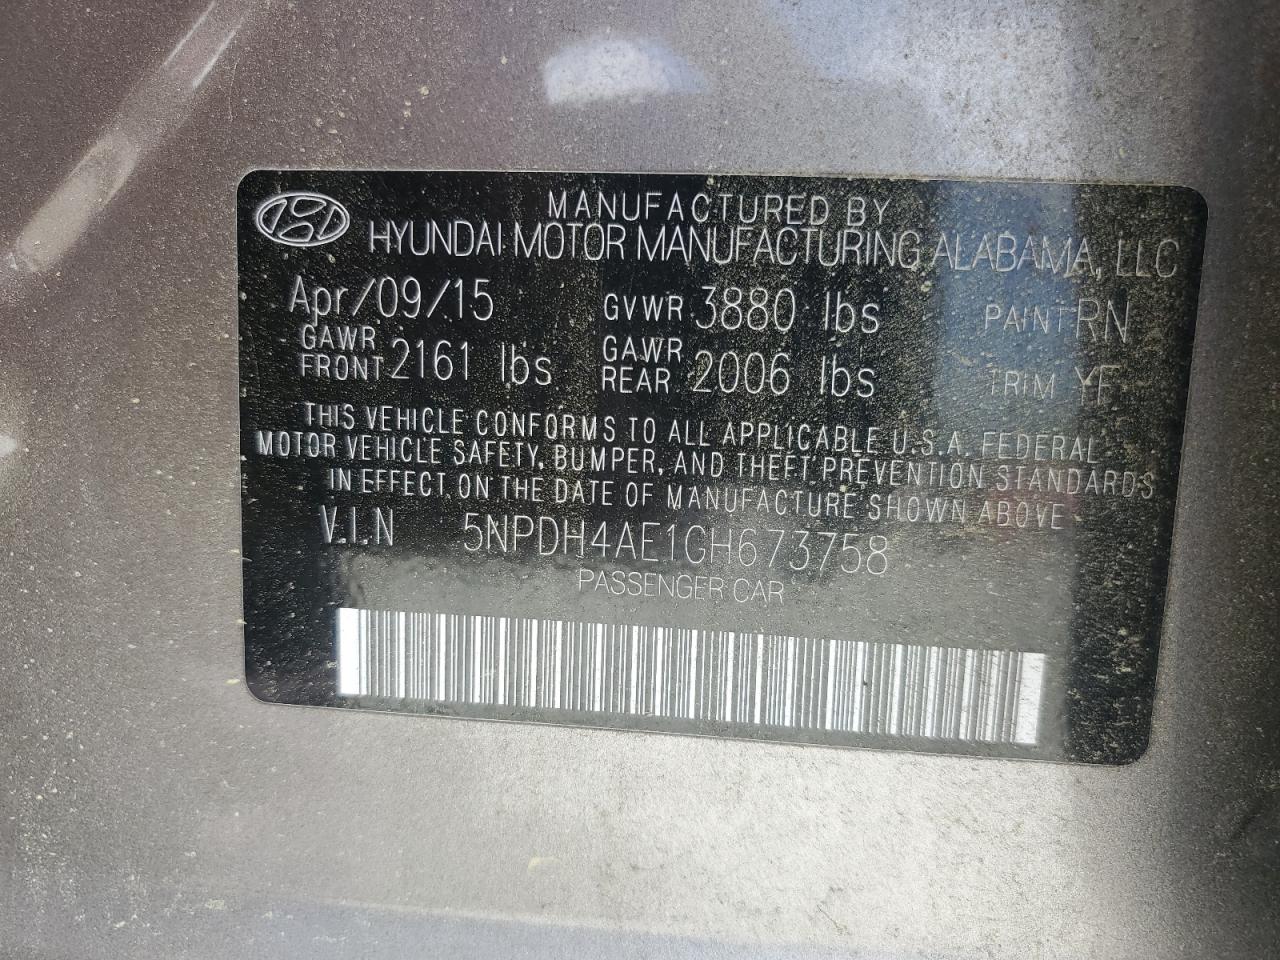 MANUFACTURED BY
HYUNDAI MOTOR MANUFACTURING ALABAMA, LLC
Apr/09/15 GVWR 3880 lbs PAINT RN
GAWR FRONT 2161 lbs GAWR REAR 2006 lbs TRIM YF
THIS VEHICLE CONFORMS TO ALL APPLICABLE U.S.A. FEDERAL
MOTOR VEHICLE SAFETY, BUMPER, AND THEFT PREVENTION STANDARDS
IN EFFECT ON THE DATE OF MANUFACTURE SHOWN ABOVE
V.I.N 5NPDH4AE1GH673758
PASSENGER CAR